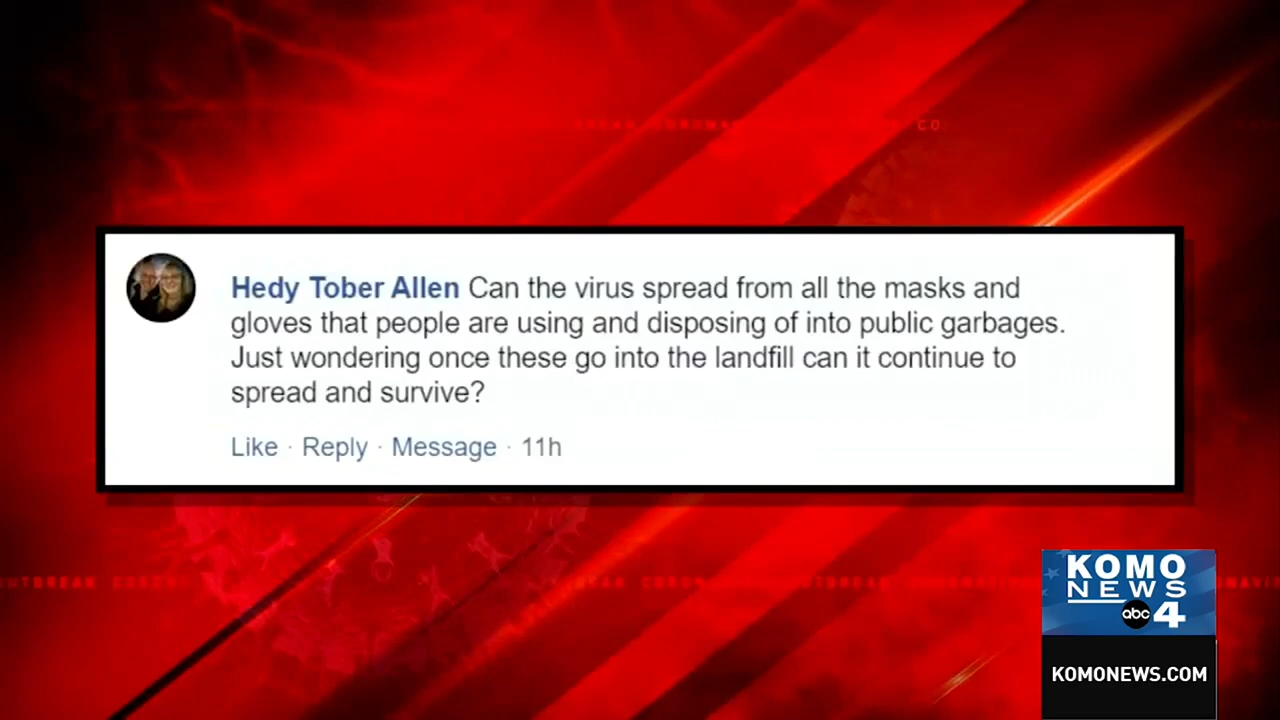 CO
Hedy Tober Allen Can the virus spread from all the masks and
gloves that people are using and disposing of into public garbages.
Just wondering once these go into the landfill can it continue to
spread and survive?
Like · Reply · Message · 11h
KOMO
NEWS
abc 4
KOMONEWS.COM